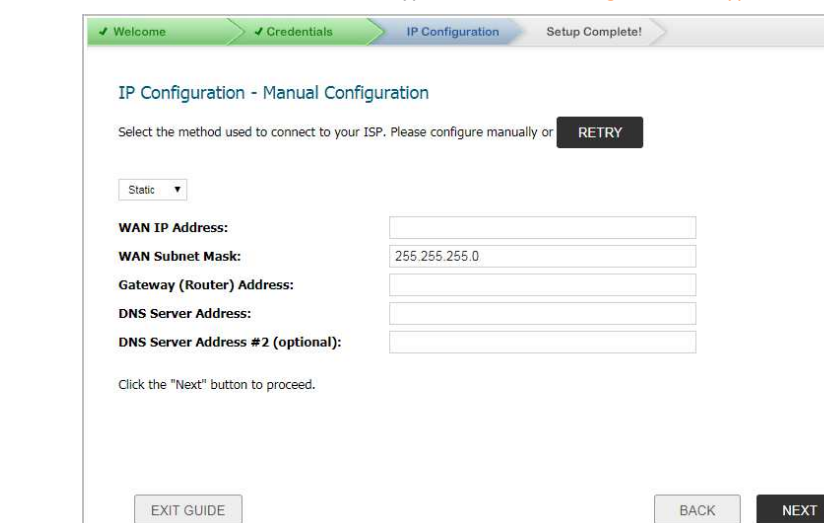 ✔ Welcome ✔ Credentials IP Configuration Setup Complete!
IP Configuration - Manual Configuration
Select the method used to connect to your ISP. Please configure manually or RETRY
Static ▼
WAN IP Address:
WAN Subnet Mask: 255.255.255.0
Gateway (Router) Address:
DNS Server Address:
DNS Server Address #2 (optional):
Click the "Next" button to proceed.
EXIT GUIDE BACK NEXT